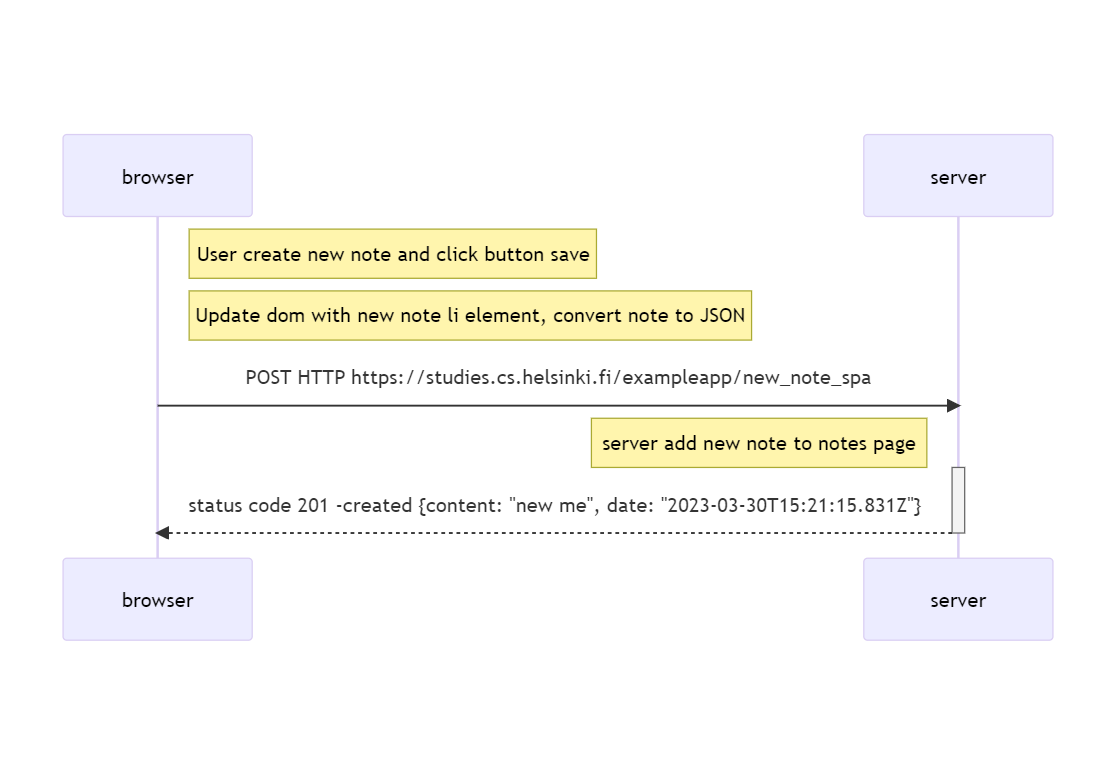 browser
server
User create new note and click button save
Update dom with new note li element, convert note to JSON
POST HTTP https://studies.cs.helsinki.fi/exampleapp/new_note_spa
server add new note to notes page
status code 201 -created {content: "new me", date: "2023-03-30T15:21:15.831Z"}
browser
server